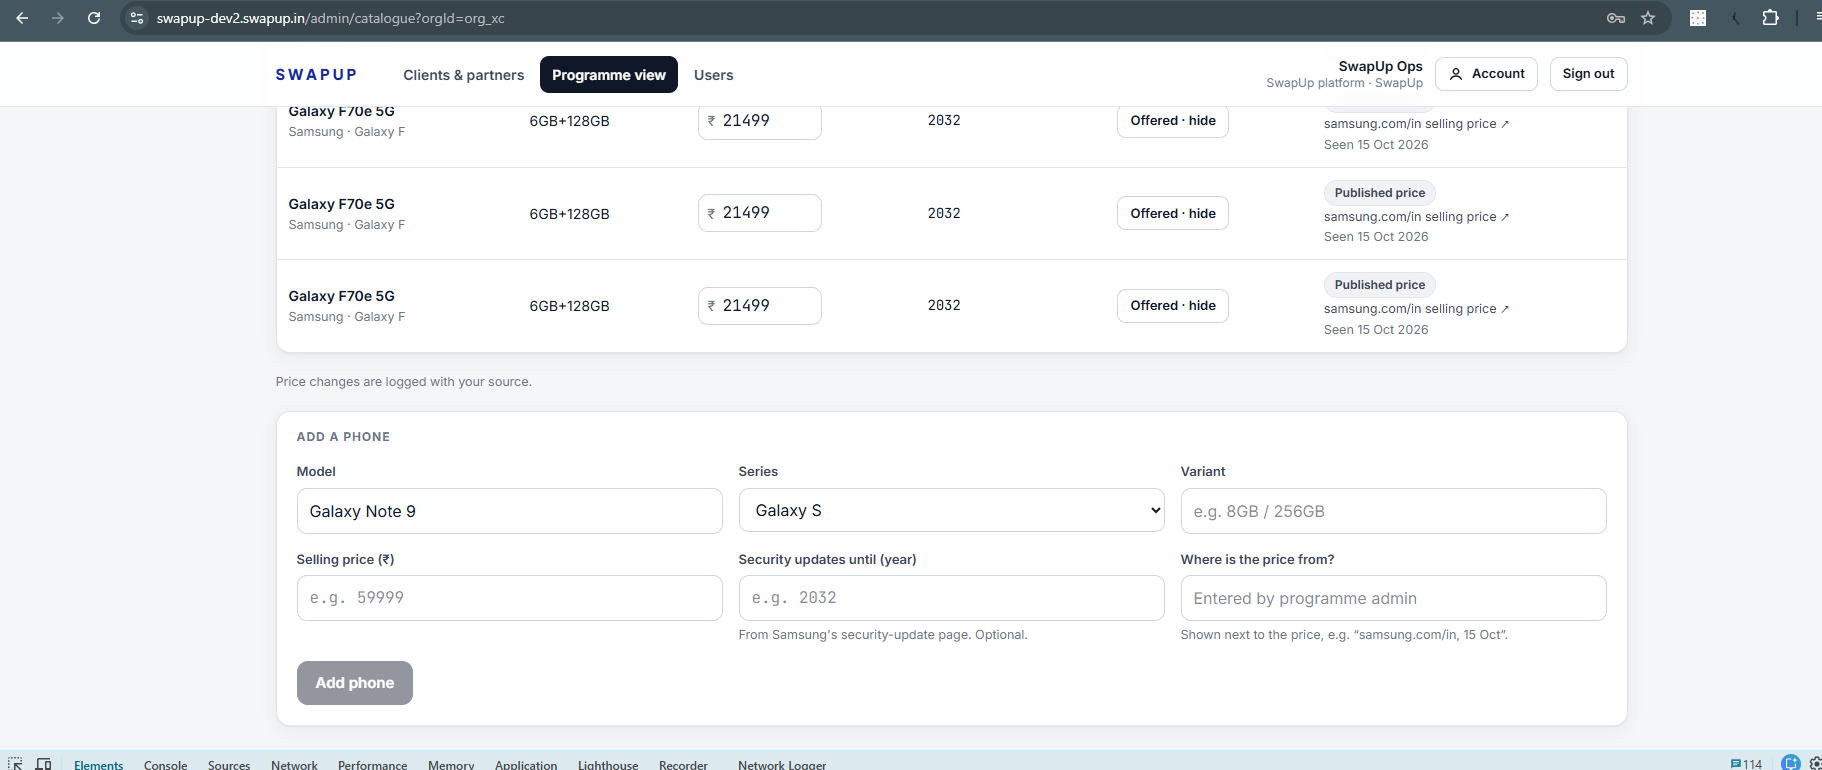 swapup-dev2.swapup.in/admin/catalogue?orgId=org_xc
SWAPUP
Clients & partners
Programme view
Users
SwapUp Ops
SwapUp platform · SwapUp
Account
Sign out
Galaxy F70e 5G
Samsung · Galaxy F
6GB+128GB
₹ 21499
2032
Offered · hide
samsung.com/in selling price ↗
Seen 15 Oct 2026
Galaxy F70e 5G
Samsung · Galaxy F
6GB+128GB
₹ 21499
2032
Offered · hide
Published price
samsung.com/in selling price ↗
Seen 15 Oct 2026
Galaxy F70e 5G
Samsung · Galaxy F
6GB+128GB
₹ 21499
2032
Offered · hide
Published price
samsung.com/in selling price ↗
Seen 15 Oct 2026
Price changes are logged with your source.
ADD A PHONE
Model
Series
Variant
Galaxy Note 9
Galaxy S
e.g. 8GB / 256GB
Selling price (₹)
Security updates until (year)
Where is the price from?
e.g. 59999
e.g. 2032
Entered by programme admin
From Samsung's security-update page. Optional.
Shown next to the price, e.g. “samsung.com/in, 15 Oct”.
Add phone
Elements
Console
Sources
Network
Performance
Memory
Application
Lighthouse
Recorder
Network Logger
114